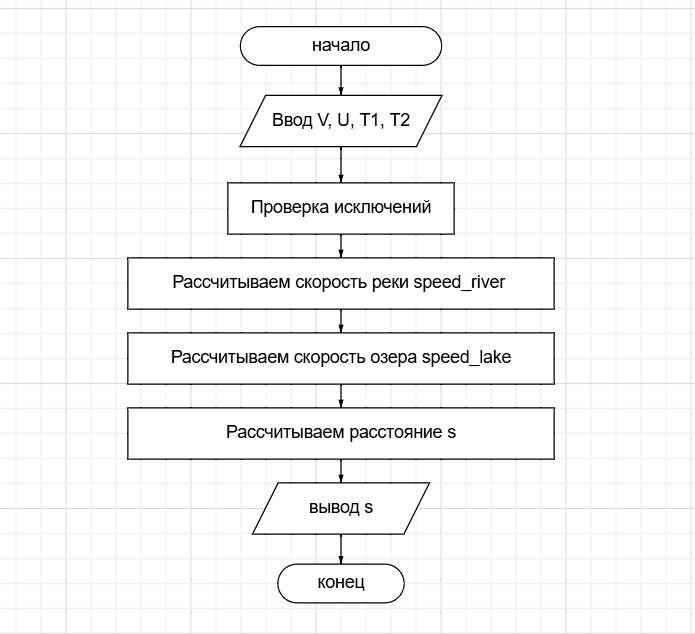 начало
Ввод V, U, T1, T2
Проверка исключений
Рассчитываем скорость реки speed_river
Рассчитываем скорость озера speed_lake
Рассчитываем расстояние s
вывод s
конец